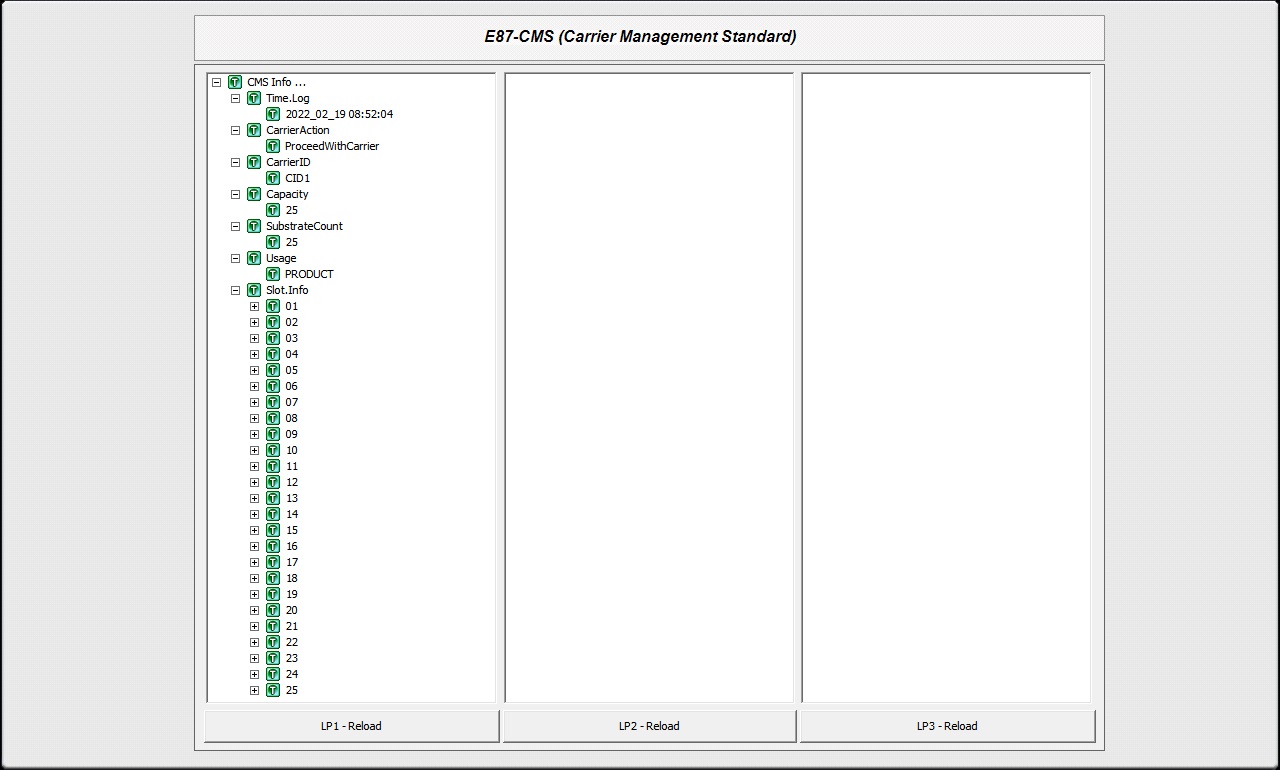 E87-CMS (Carrier Management Standard)
CMS Info ...
Time.Log
2022_02_19 08:52:04
CarrierAction
ProceedWithCarrier
CarrierID
CID1
Capacity
25
SubstrateCount
25
Usage
PRODUCT
Slot.Info
01
02
03
04
05
06
07
08
09
10
11
12
13
14
15
16
17
18
19
20
21
22
23
24
25
LP1 - Reload
LP2 - Reload
LP3 - Reload